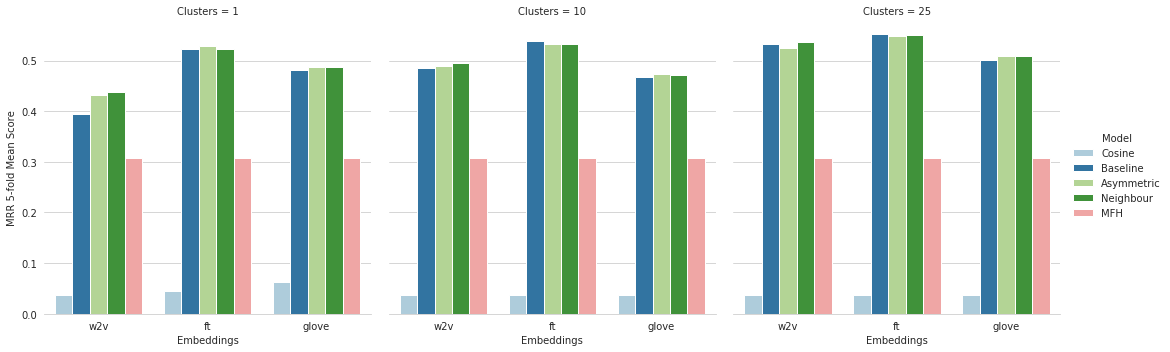 Clusters = 1
Clusters = 10
Clusters = 25
MRR 5-fold Mean Score
0.5
0.4
0.3
0.2
0.1
0.0
w2v ft glove
w2v ft glove
w2v ft glove
Embeddings
Embeddings
Embeddings
Model
Cosine
Baseline
Asymmetric
Neighbour
MFH